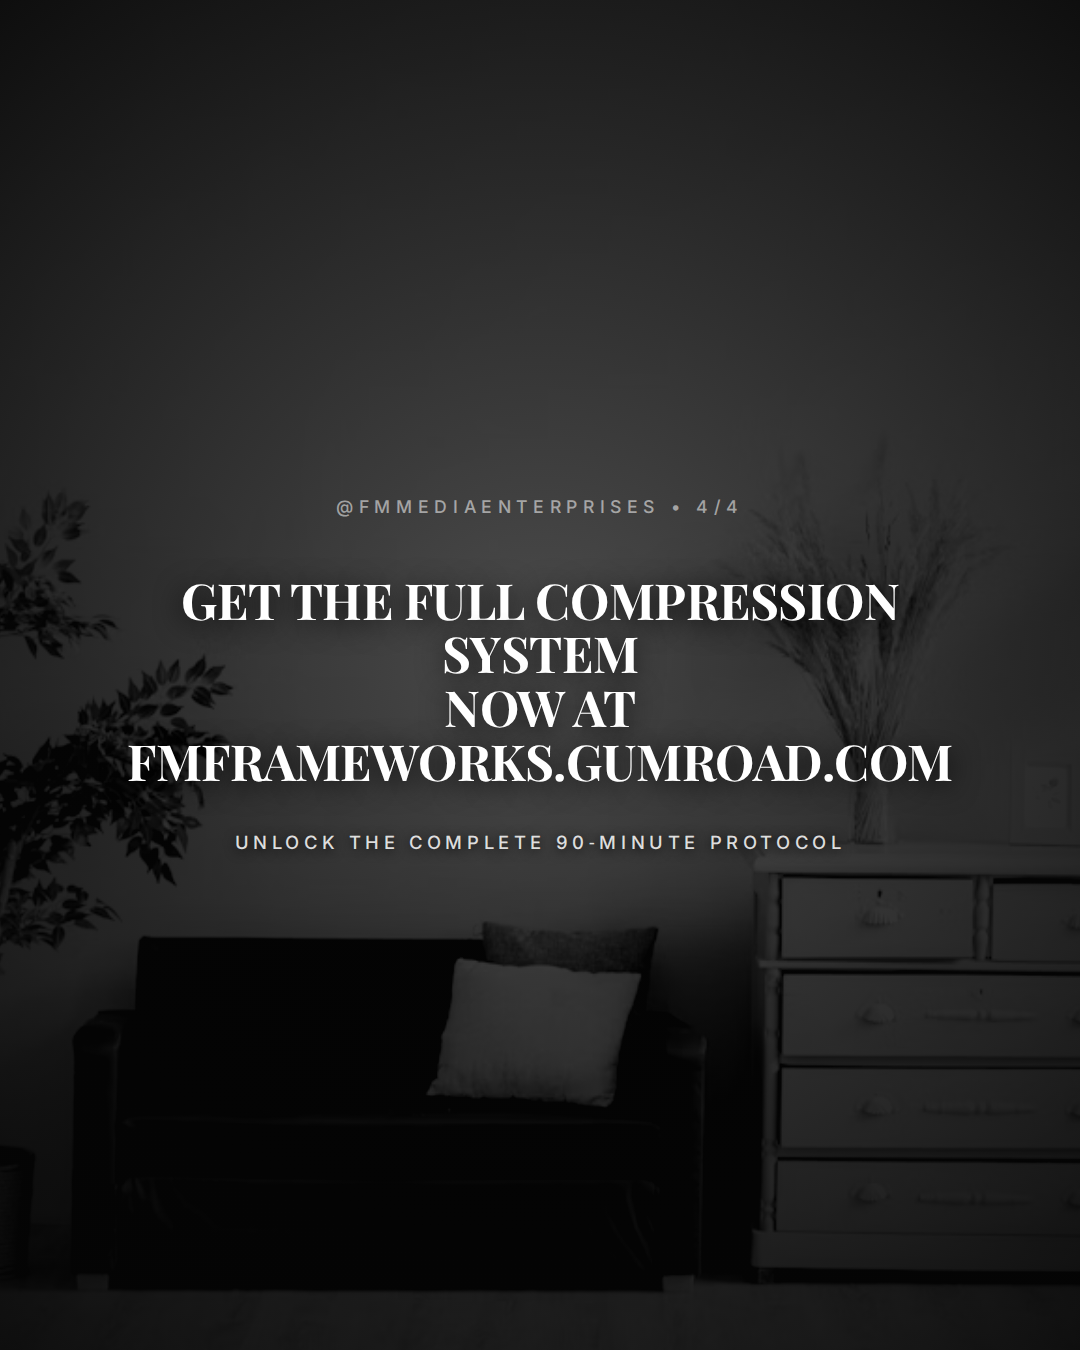 @FMMEDIAENTERPRISES • 4/4
GET THE FULL COMPRESSION
SYSTEM
NOW AT
FMFRAMEWORKS.GUMROAD.COM
UNLOCK THE COMPLETE 90-MINUTE PROTOCOL